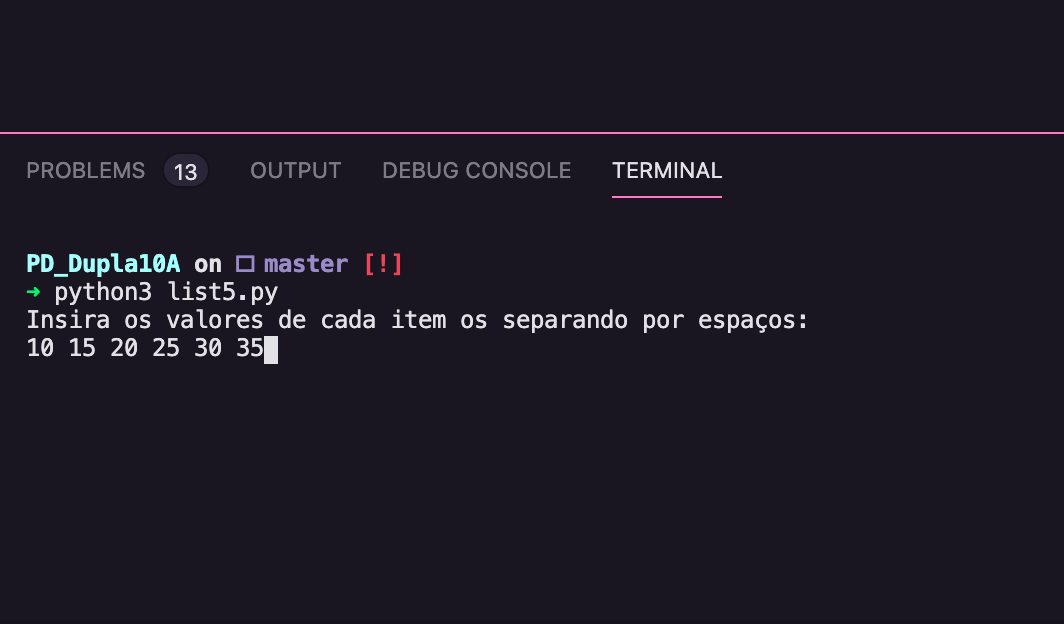 PROBLEMS 13 OUTPUT DEBUG CONSOLE TERMINAL
PD_Dupla10A on master [!]
➜ python3 list5.py
Insira os valores de cada item os separando por espaços:
10 15 20 25 30 35